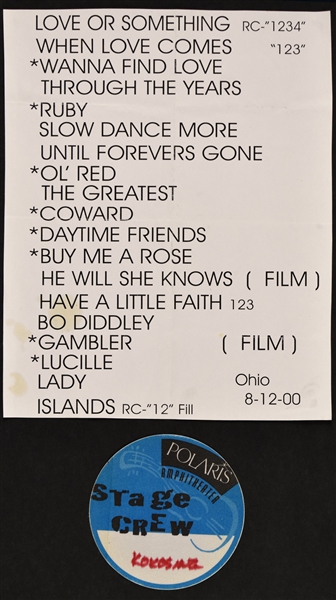 LOVE OR SOMETHING RC-"1234"
WHEN LOVE COMES "123"
*WANNA FIND LOVE
THROUGH THE YEARS
*RUBY
SLOW DANCE MORE
UNTIL FOREVERS GONE
*OL' RED
THE GREATEST
*COWARD
*DAYTIME FRIENDS
*BUY ME A ROSE
HE WILL SHE KNOWS ( FILM )
HAVE A LITTLE FAITH 123
BO DIDDLEY
*GAMBLER ( FILM )
*LUCILLE
LADY Ohio
ISLANDS RC-"12" Fill 8-12-00
POLARIS
AMPHITHEATER
STAGE
CREW